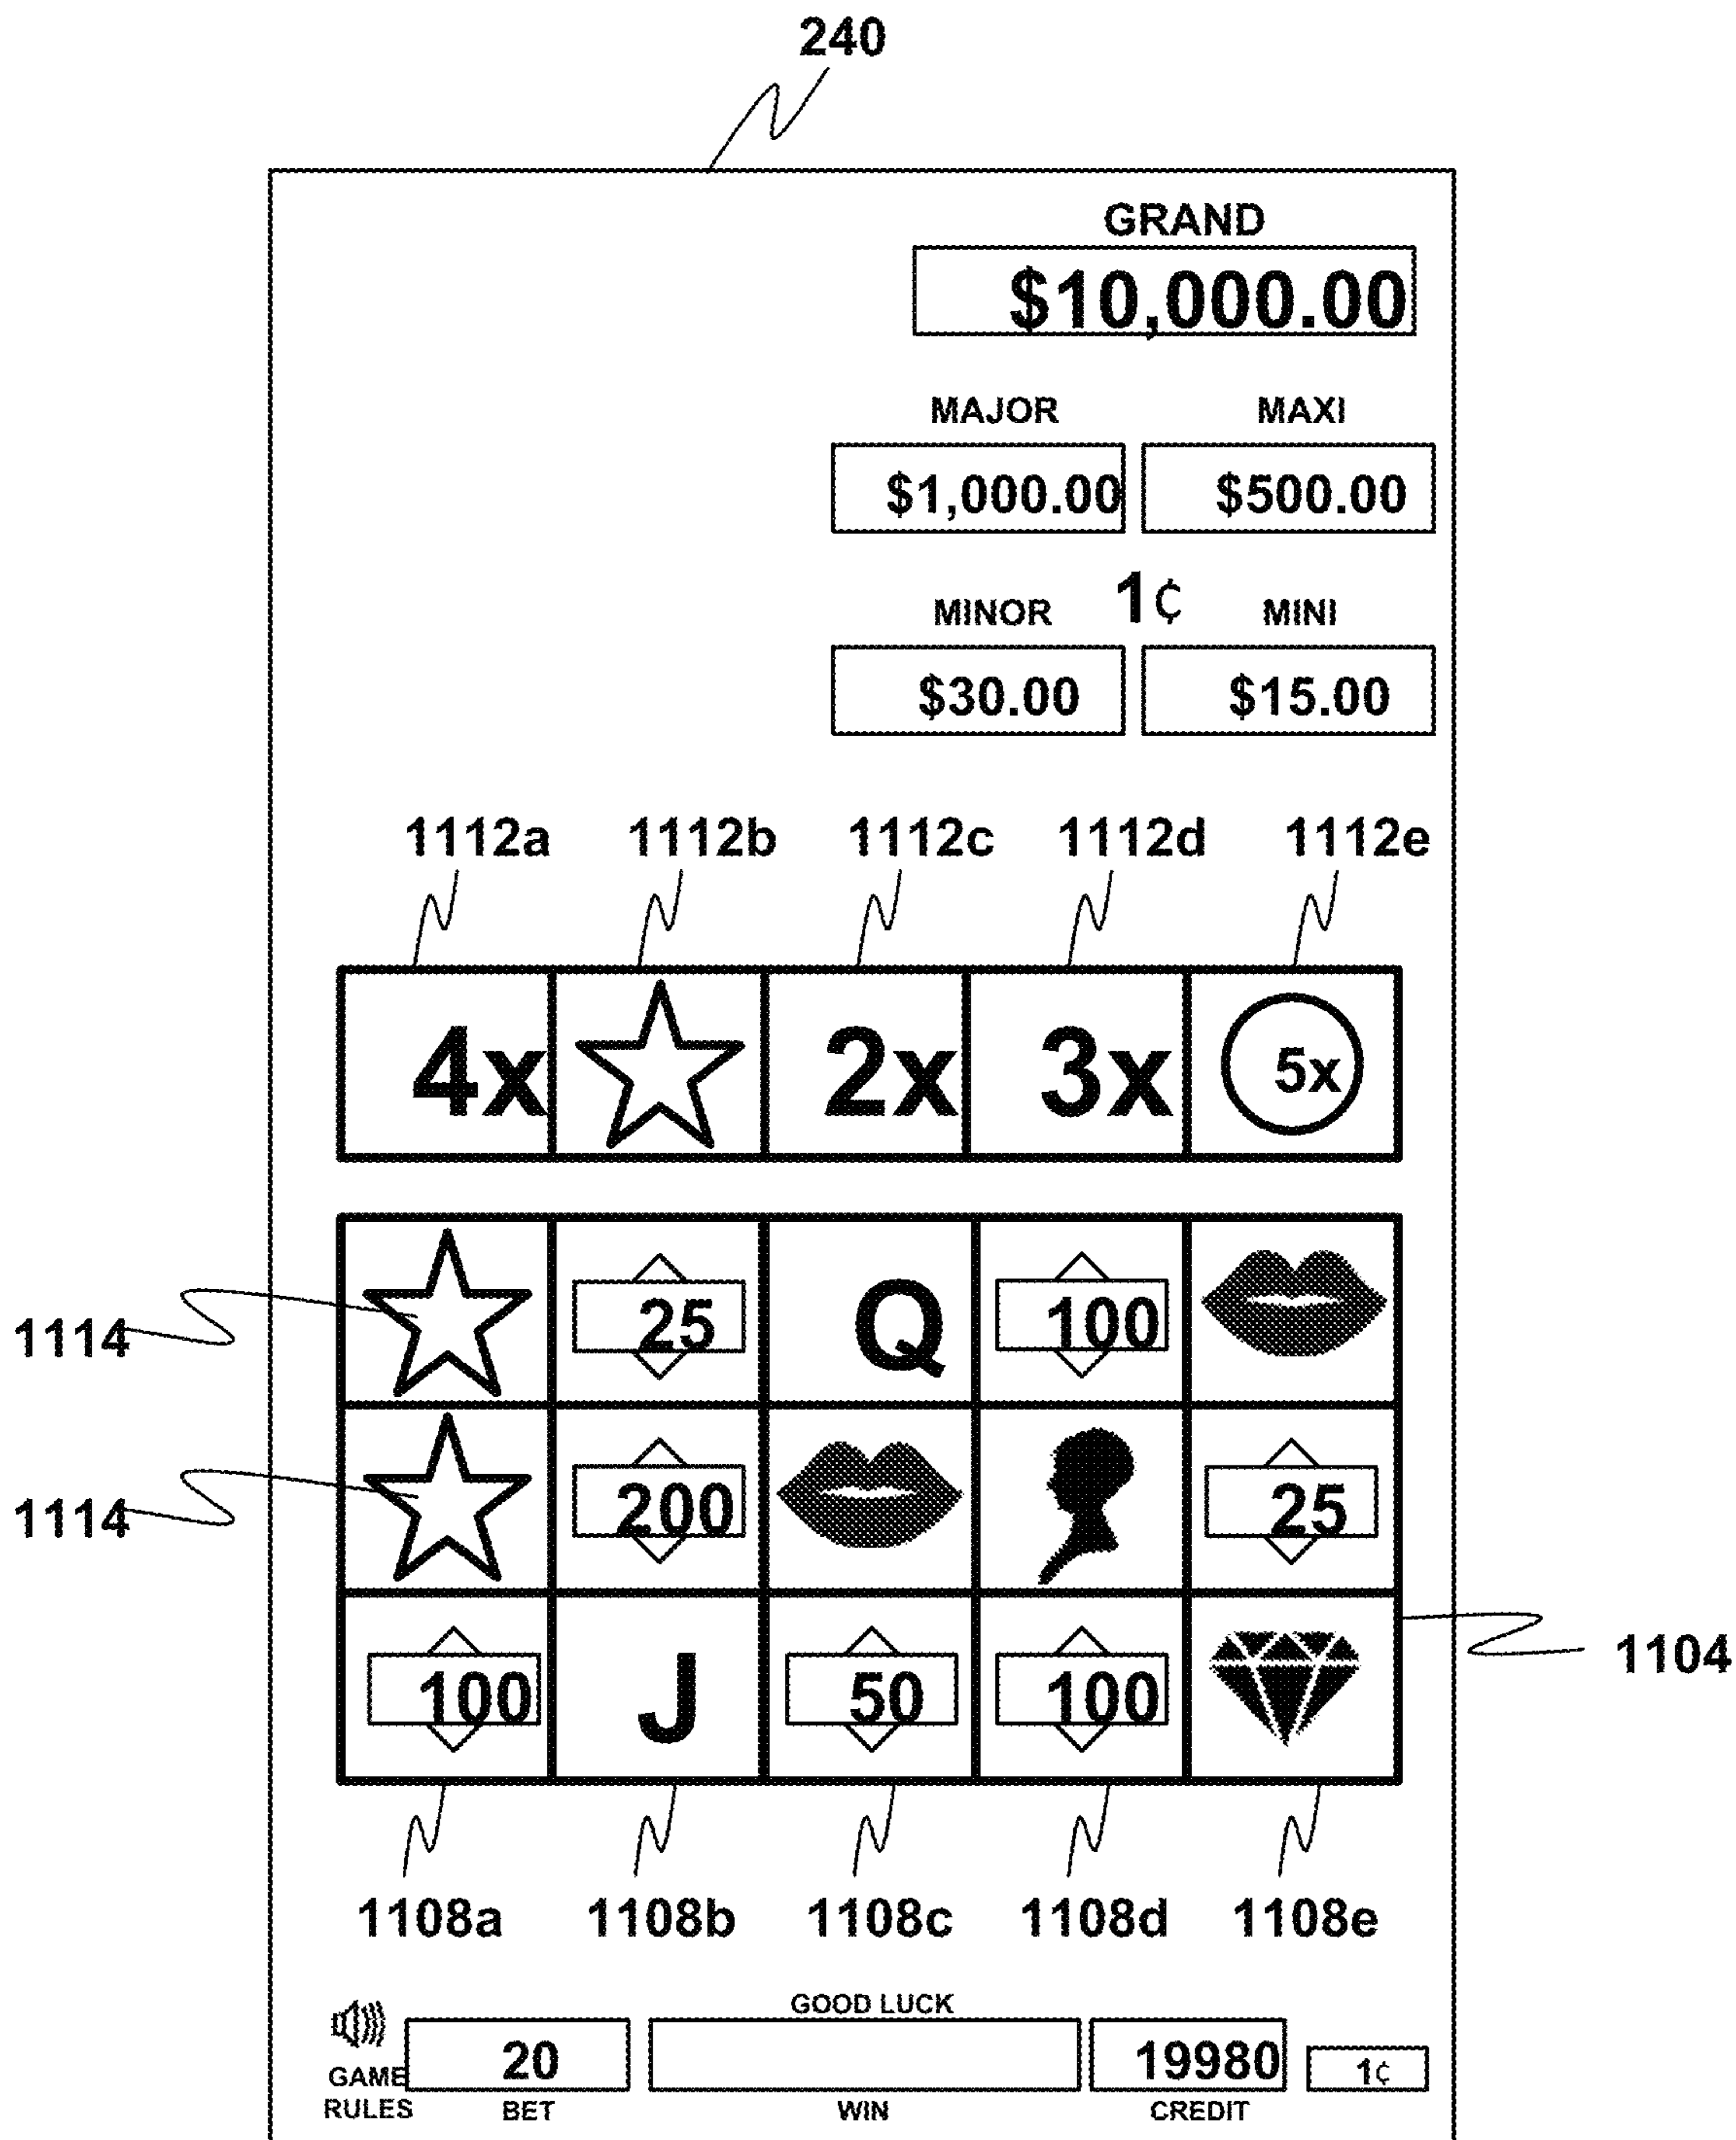 240
GRAND
$10,000.00
MAJOR MAXI
$1,000.00 $500.00
MINOR 1¢ MINI
$30.00 $15.00
1112a 1112b 1112c 1112d 1112e
4x 2x 3x 5x
1114 25 Q 100
1114 200 25
100 J 50 100
1104
1108a 1108b 1108c 1108d 1108e
GOOD LUCK
20 19980 1¢
GAME
RULES BET WIN CREDIT